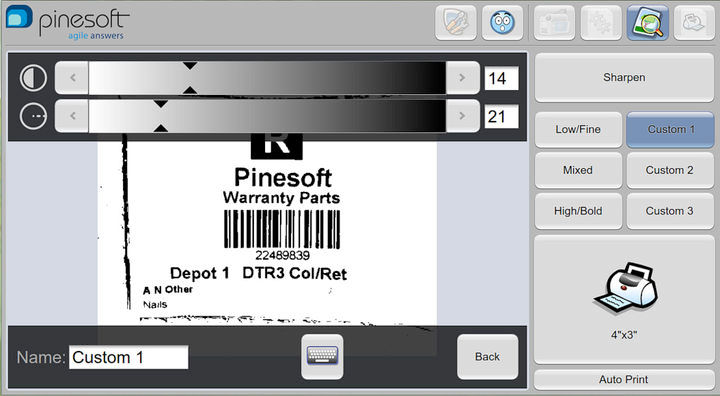 pinesoft
agile answers
14
21
Sharpen
Low/Fine
Custom 1
Mixed
Custom 2
High/Bold
Custom 3
R
Pinesoft
Warranty Parts
22489839
Depot 1 DTR3 Col/Ret
A N Other
Nails
4"x3"
Name: Custom 1
Back
Auto Print